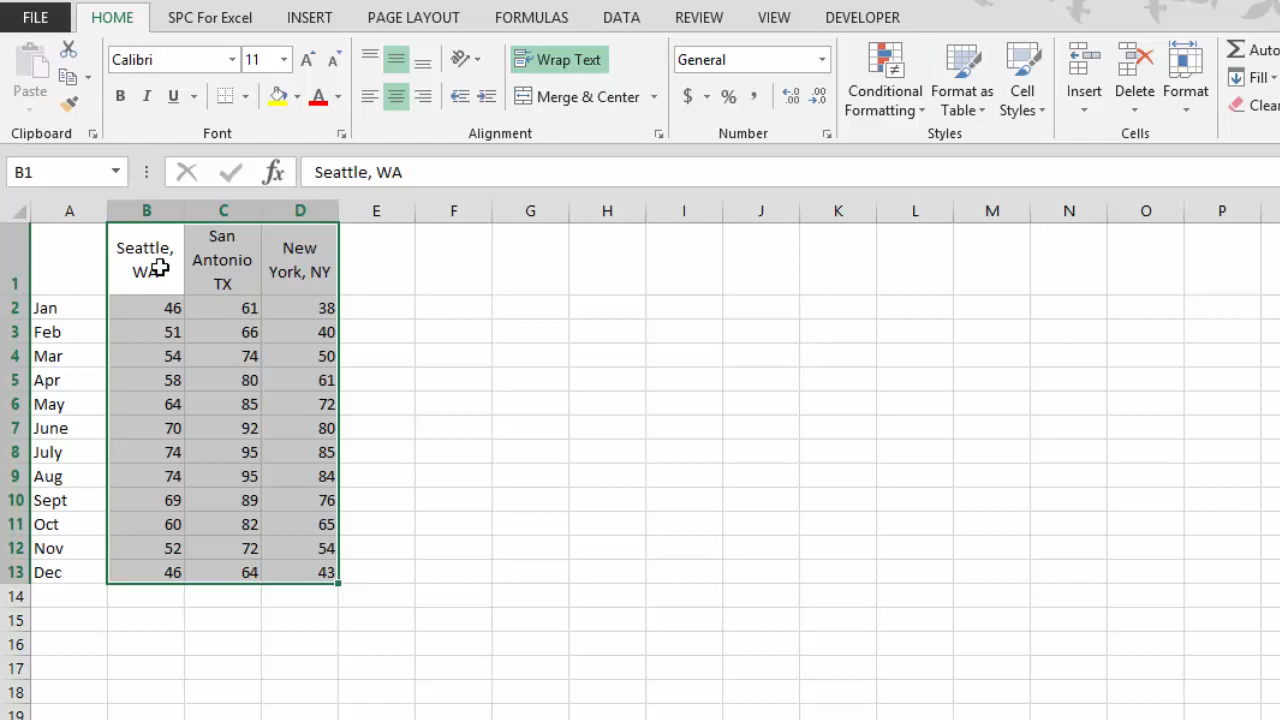 FILE HOME SPC For Excel INSERT PAGE LAYOUT FORMULAS DATA REVIEW VIEW DEVELOPER
Paste
Calibri 11 A A
B I U A
Wrap Text
Merge & Center
General
$ % , .00 .0
Conditional Formatting
Format as Table
Cell Styles
Insert
Delete
Format
Σ Auto
Fill
Clear
Clipboard Font Alignment Number Styles Cells
B1 fx Seattle, WA
A B C D E F G H I J K L M N O P
1 Seattle, WA San Antonio TX New York, NY
2 Jan 46 61 38
3 Feb 51 66 40
4 Mar 54 74 50
5 Apr 58 80 61
6 May 64 85 72
7 June 70 92 80
8 July 74 95 85
9 Aug 74 95 84
10 Sept 69 89 76
11 Oct 60 82 65
12 Nov 52 72 54
13 Dec 46 64 43
14
15
16
17
18
19